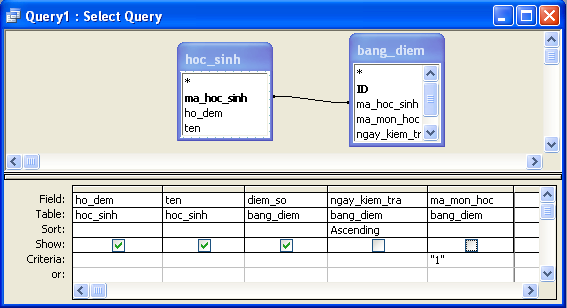 Query1 : Select Query
hoc_sinh
*
ma_hoc_sinh
ho_dem
ten
bang_diem
*
ID
ma_hoc_sinh
ma_mon_hoc
ngay_kiem_tr
Field: ho_dem ten diem_so ngay_kiem_tra ma_mon_hoc
Table: hoc_sinh hoc_sinh bang_diem bang_diem bang_diem
Sort: Ascending
Show:
Criteria: "1"
or: